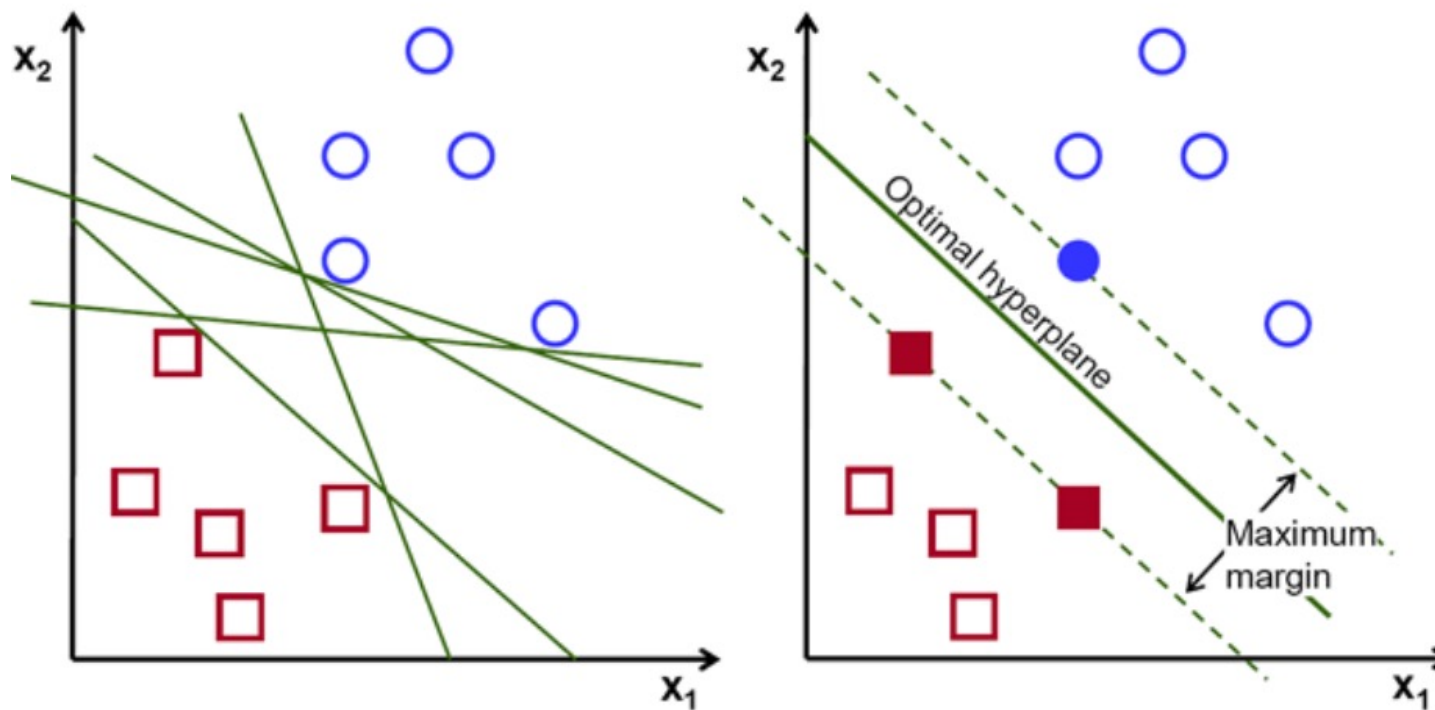 x₂
x₁
x₂
Optimal hyperplane
Maximum
margin
x₁